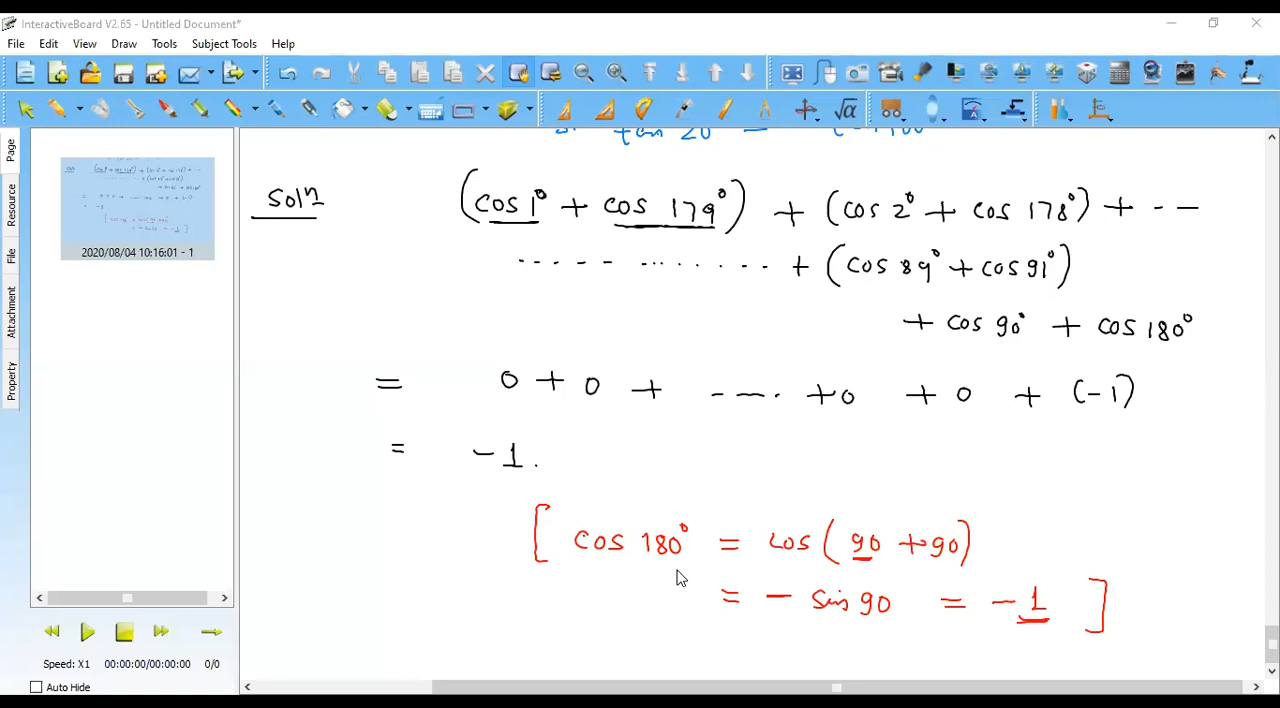 InteractiveBoard V2.65 - Untitled Document*
File Edit View Draw Tools Subject Tools Help
Page
Resource
File
Attachment
Property
2020/08/04 10:16:01 - 1
Speed: X1 00:00:00/00:00:00 0/0
Auto Hide
tan 20 =
Solⁿ (cos 1° + cos 179°) + (cos 2° + cos 178°) + --
..... -- ........ -- + (cos 89° + cos 91°)
+ cos 90° + cos 180°
= 0 + 0 + ---. + 0 + 0 + (-1)
= -1.
[ cos 180° = cos (90 + 90)
= - sin 90 = -1 ]